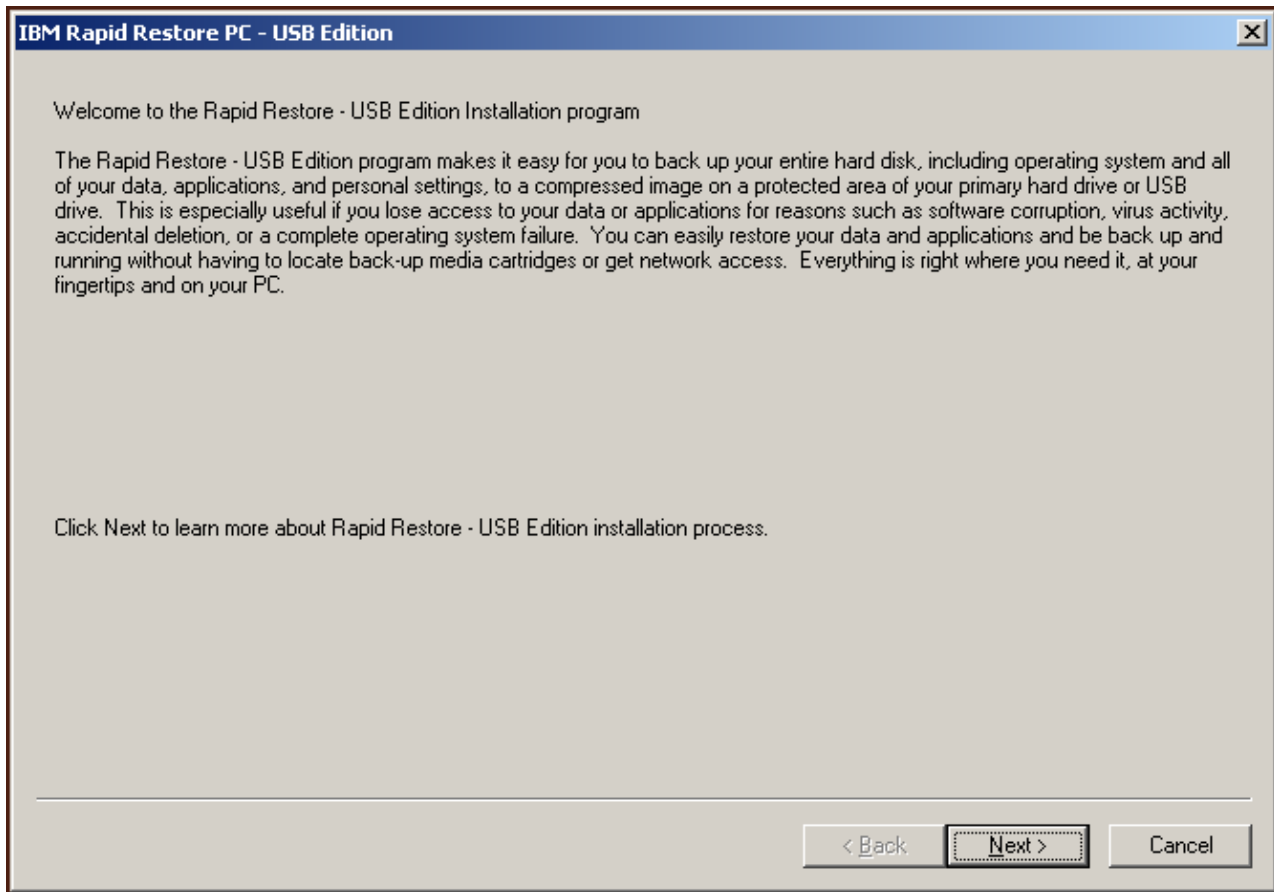 IBM Rapid Restore PC - USB Edition
Welcome to the Rapid Restore - USB Edition Installation program
The Rapid Restore - USB Edition program makes it easy for you to back up your entire hard disk, including operating system and all
of your data, applications, and personal settings, to a compressed image on a protected area of your primary hard drive or USB
drive.  This is especially useful if you lose access to your data or applications for reasons such as software corruption, virus activity,
accidental deletion, or a complete operating system failure.  You can easily restore your data and applications and be back up and
running without having to locate back-up media cartridges or get network access.  Everything is right where you need it, at your
fingertips and on your PC.
Click Next to learn more about Rapid Restore - USB Edition installation process.
< Back
Next >
Cancel